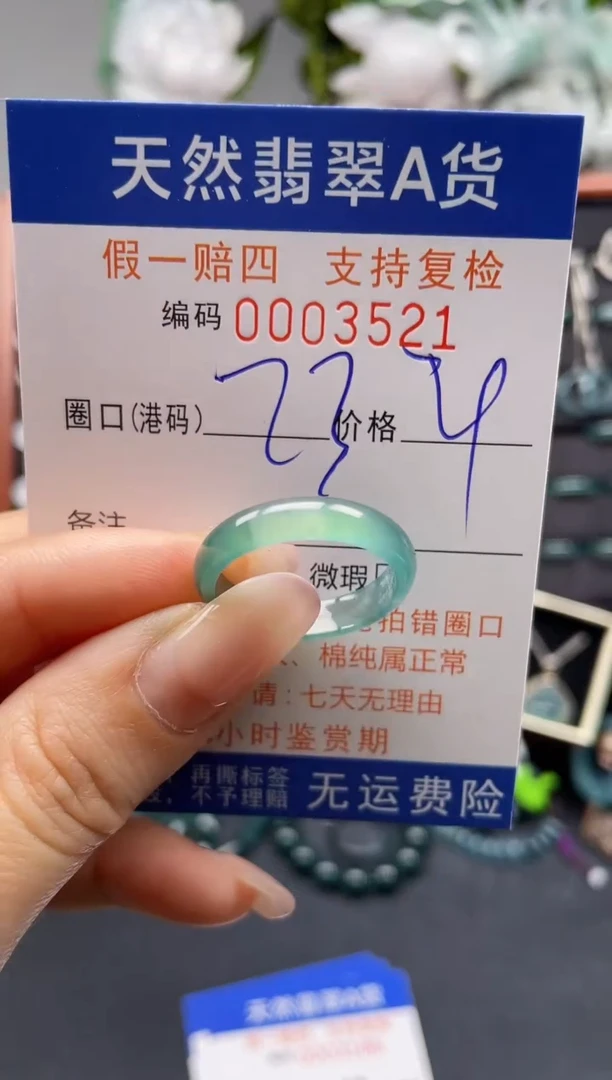 天然翡翠A货
假一赔四 支持复检
编码 0003521
圈口(港码) 23 价格 4
备注
微瑕
拍错圈口
、棉纯属正常
请:七天无理由
小时鉴赏期
再撕标签
,不予理赔 无运费险
天然翡翠A货